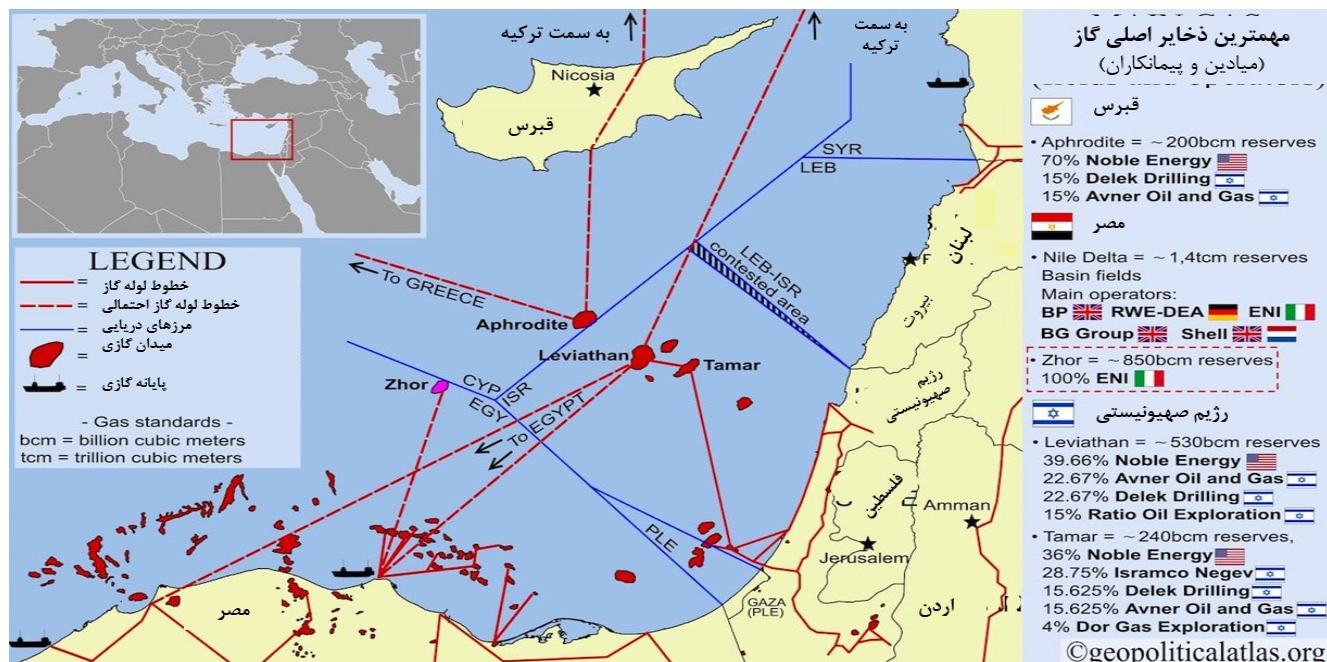 به سمت ترکیه
به سمت
ترکیه
Nicosia
قبرس
SYR
LEB
لبنان
F
LEB-ISR
contested area
بیروت
To GREECE
Aphrodite
Leviathan
Tamar
Zhor
CYP
ISR
EGY
To EGYPT
رژیم
صهیونیستی
فلسطین
Amman
Jerusalem
PLE
GAZA
(PLE)
اردن
مصر
LEGEND
= خطوط لوله گاز
= خطوط لوله گاز احتمالی
= مرزهای دریایی
= میدان گازی
= پایانه گازی
- Gas standards -
bcm = billion cubic meters
tcm = trillion cubic meters
مهمترین ذخایر اصلی گاز
(میادین و پیمانکاران)
قبرس
• Aphrodite = ~200bcm reserves
70% Noble Energy
15% Delek Drilling
15% Avner Oil and Gas
مصر
• Nile Delta = ~1,4tcm reserves
Basin fields
Main operators:
BP RWE-DEA ENI
BG Group Shell
• Zhor = ~850bcm reserves
100% ENI
رژیم صهیونیستی
• Leviathan = ~530bcm reserves
39.66% Noble Energy
22.67% Avner Oil and Gas
22.67% Delek Drilling
15% Ratio Oil Exploration
• Tamar = ~240bcm reserves,
36% Noble Energy
28.75% Isramco Negev
15.625% Delek Drilling
15.625% Avner Oil and Gas
4% Dor Gas Exploration
©geopoliticalatlas.org